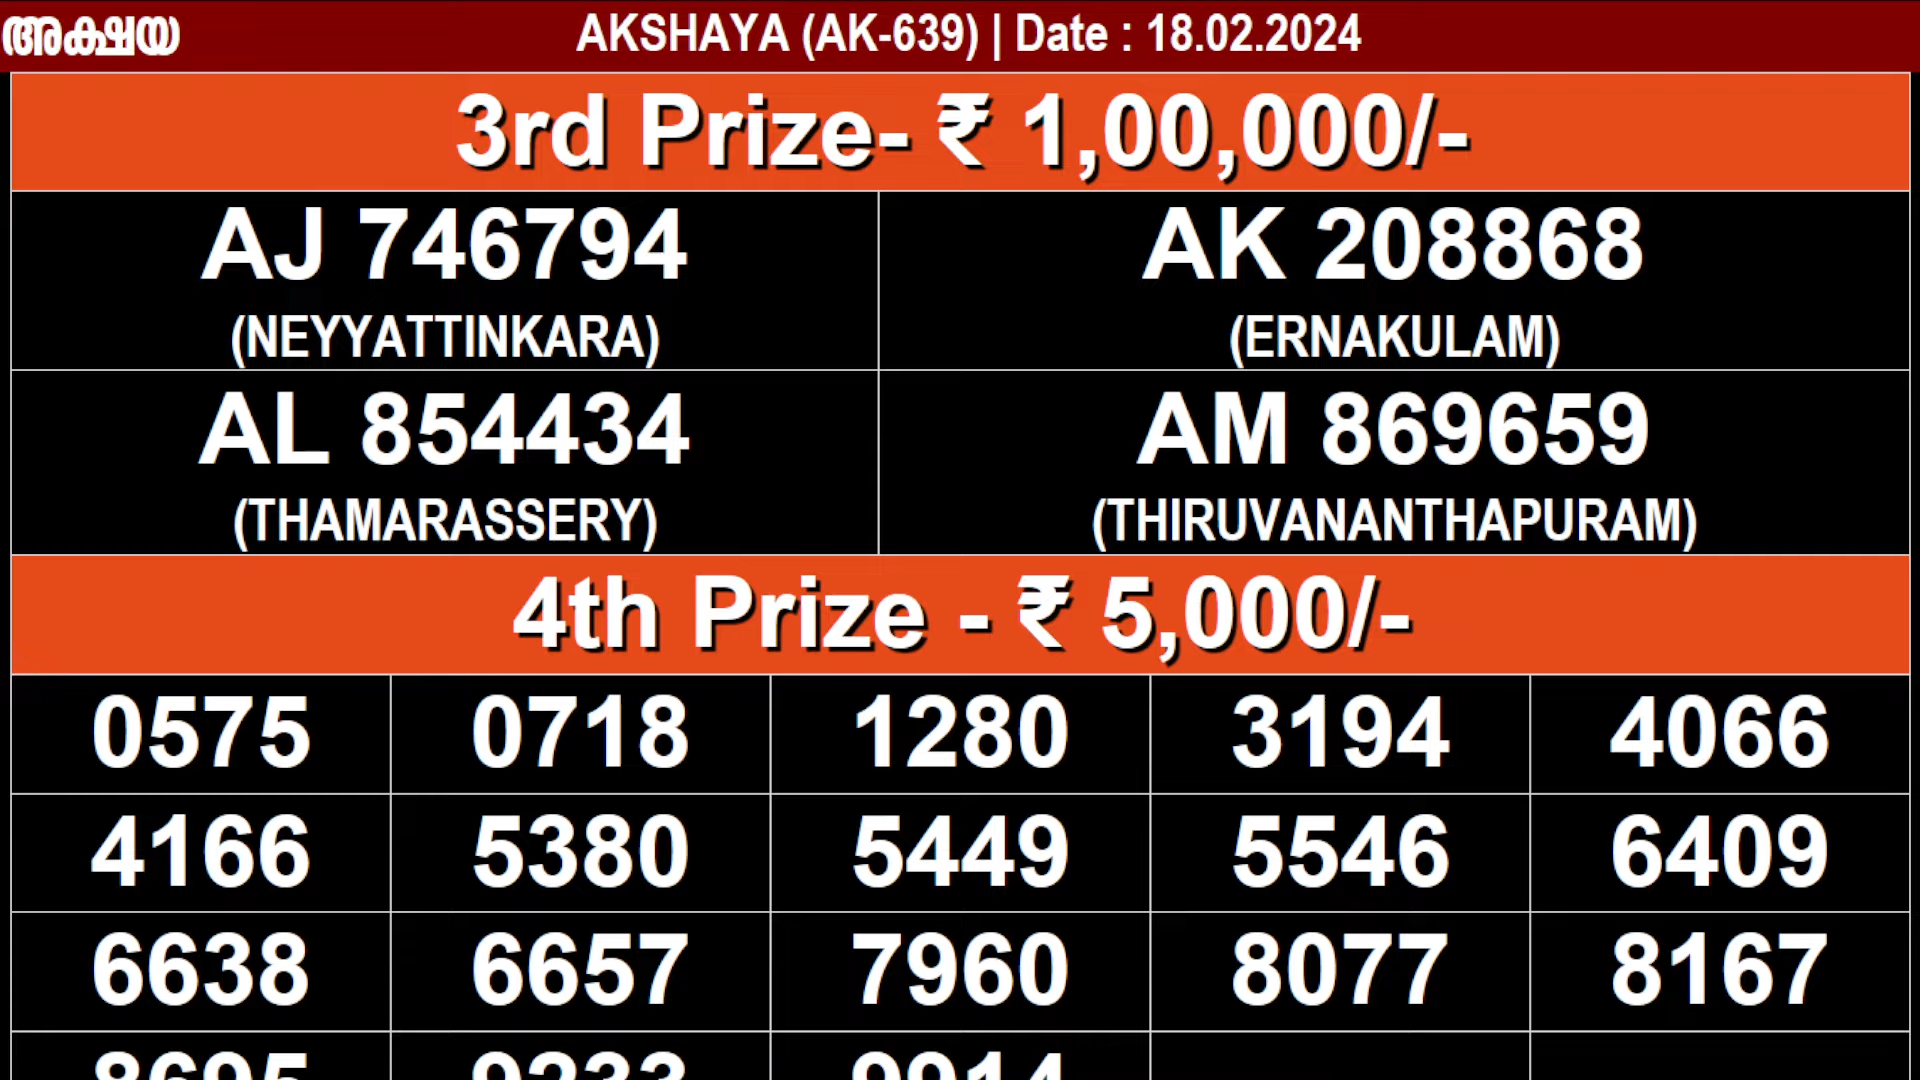 അക്ഷയ AKSHAYA (AK-639) | Date : 18.02.2024
3rd Prize- ₹ 1,00,000/-
AJ 746794 AK 208868
(NEYYATTINKARA) (ERNAKULAM)
AL 854434 AM 869659
(THAMARASSERY) (THIRUVANANTHAPURAM)
4th Prize - ₹ 5,000/-
0575 0718 1280 3194 4066
4166 5380 5449 5546 6409
6638 6657 7960 8077 8167